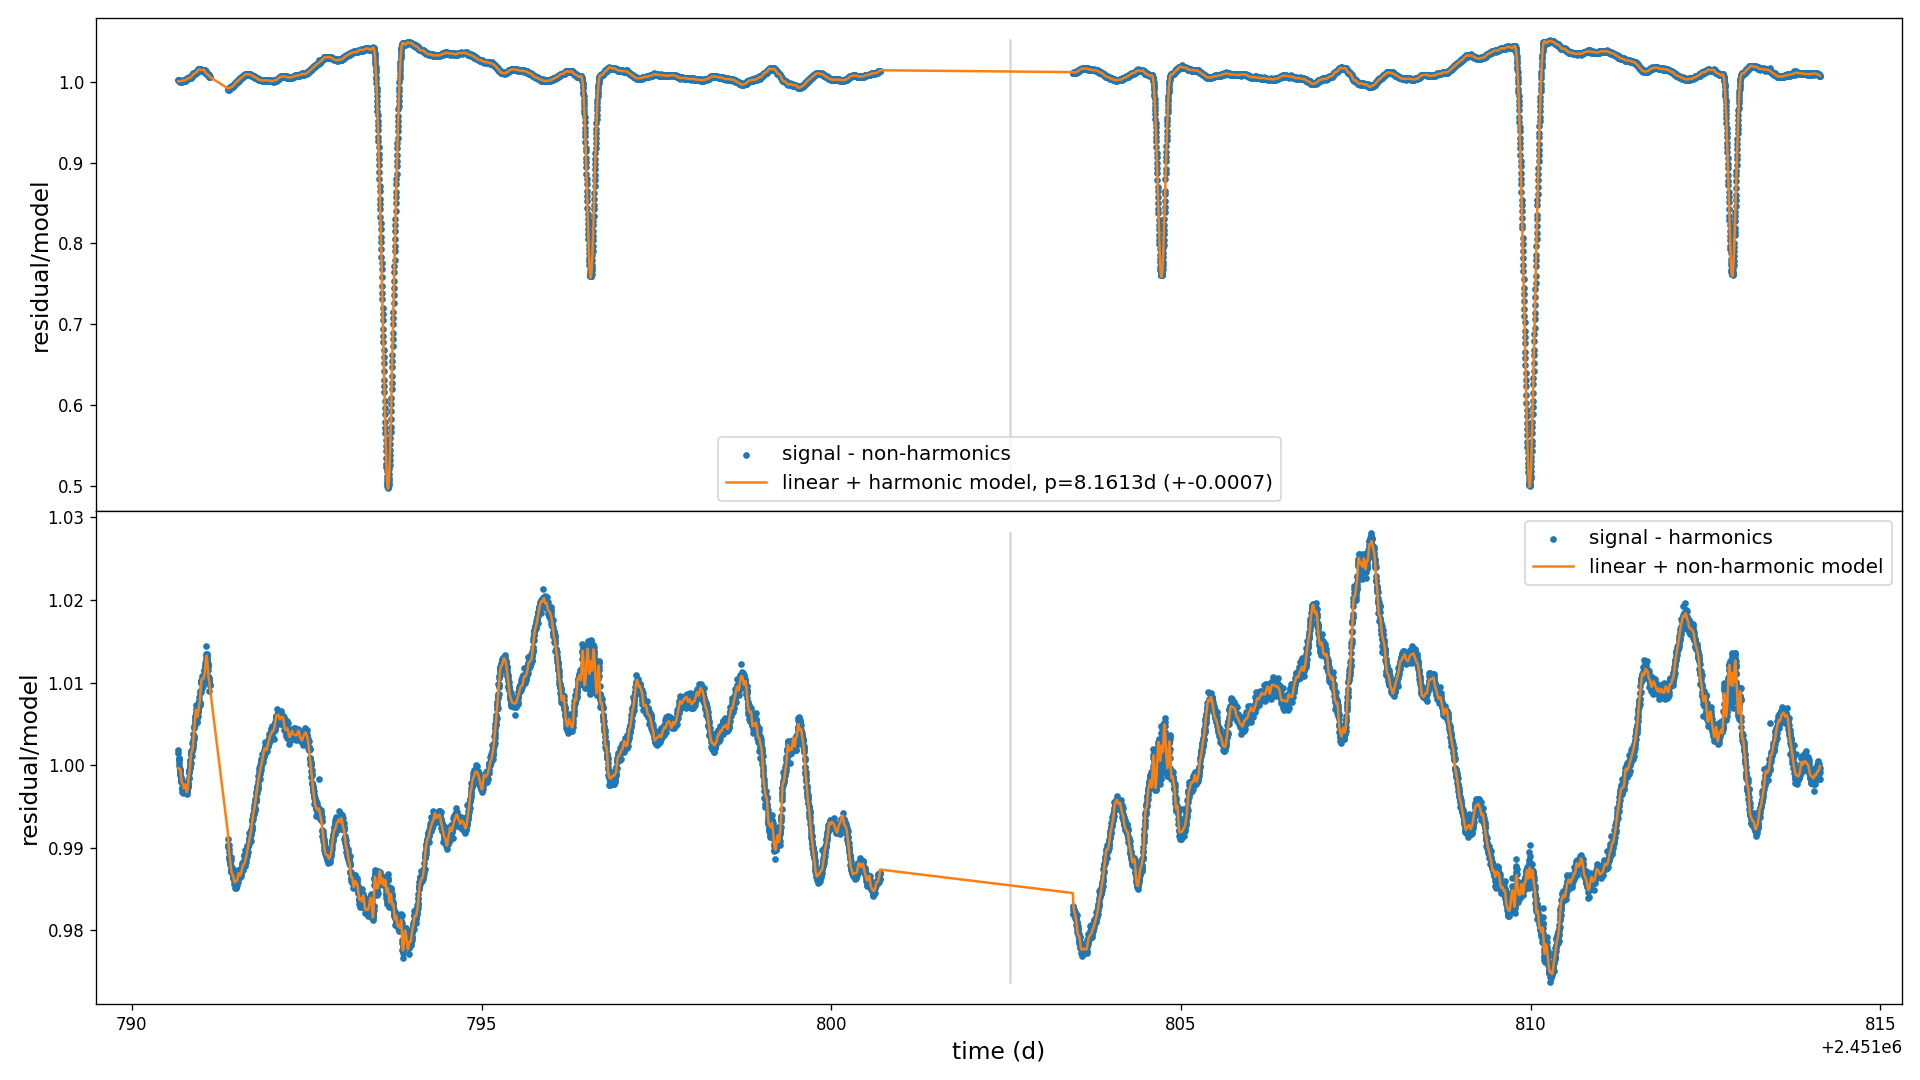 1.0
0.9
0.8
0.7
0.6
0.5
residual/model
signal - non-harmonics
linear + harmonic model, p=8.1613d (+-0.0007)
1.03
1.02
1.01
1.00
0.99
0.98
residual/model
signal - harmonics
linear + non-harmonic model
790 795 800 805 810 815
+2.451e6
time (d)